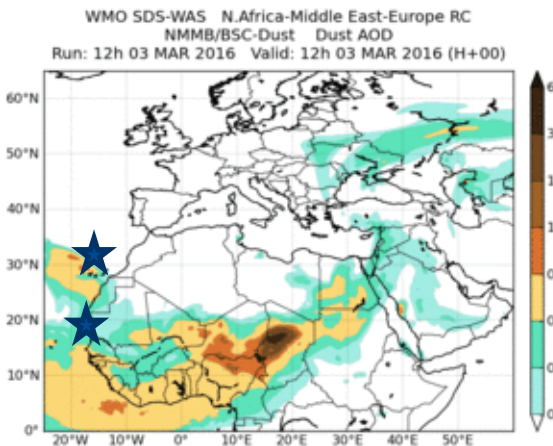 WMO SDS-WAS N.Africa-Middle East-Europe RC
NMMB/BSC-Dust Dust AOD
Run: 12h 03 MAR 2016 Valid: 12h 03 MAR 2016 (H+00)
60°N
50°N
40°N
30°N
20°N
10°N
0°
20°W 10°W 0° 10°E 20°E 30°E 40°E 50°E